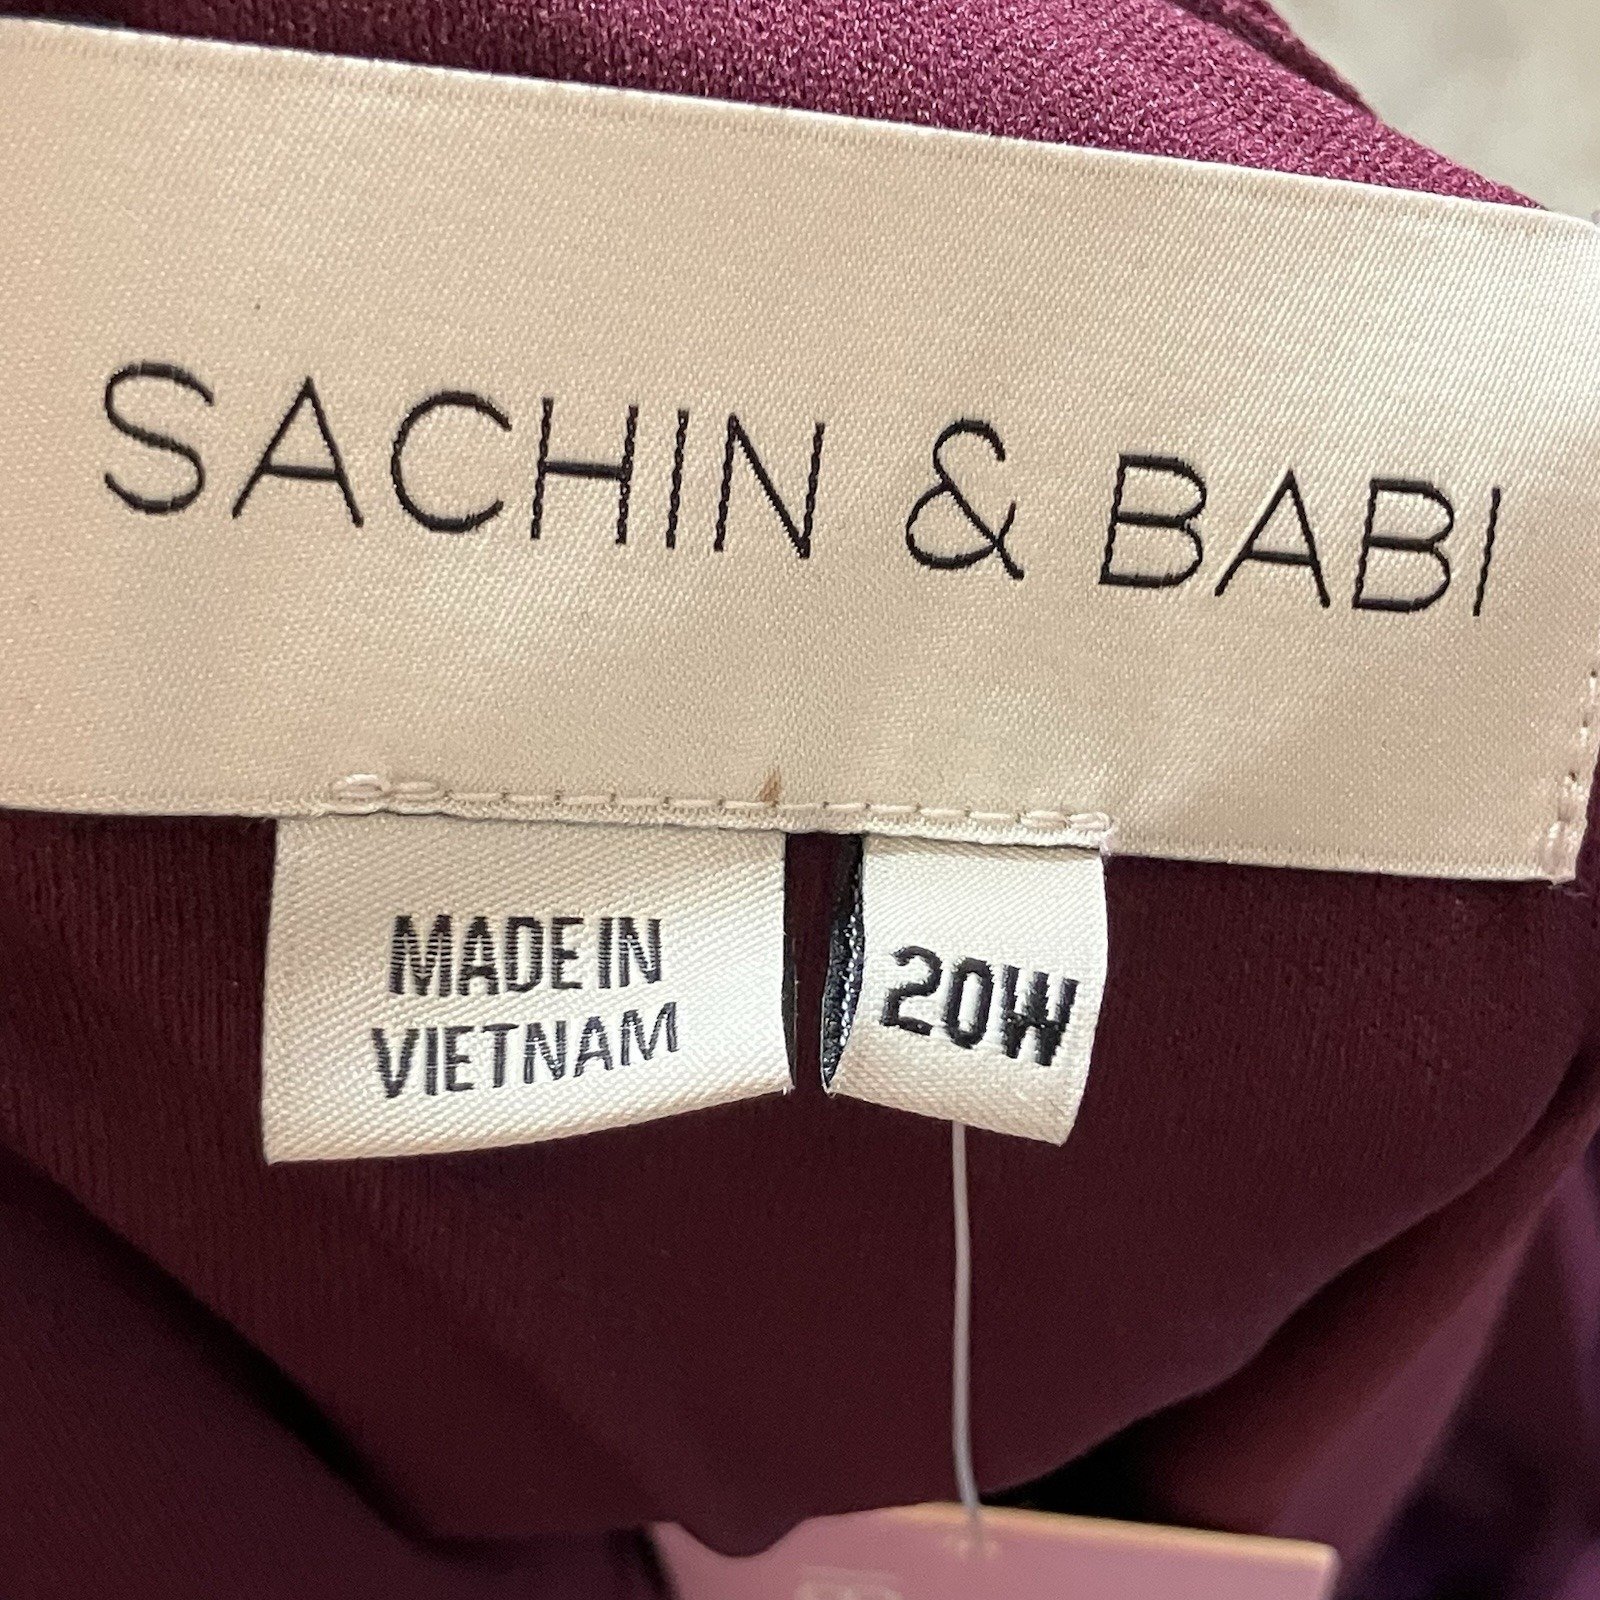 SACHIN & BABI
MADE IN
VIETNAM
20W